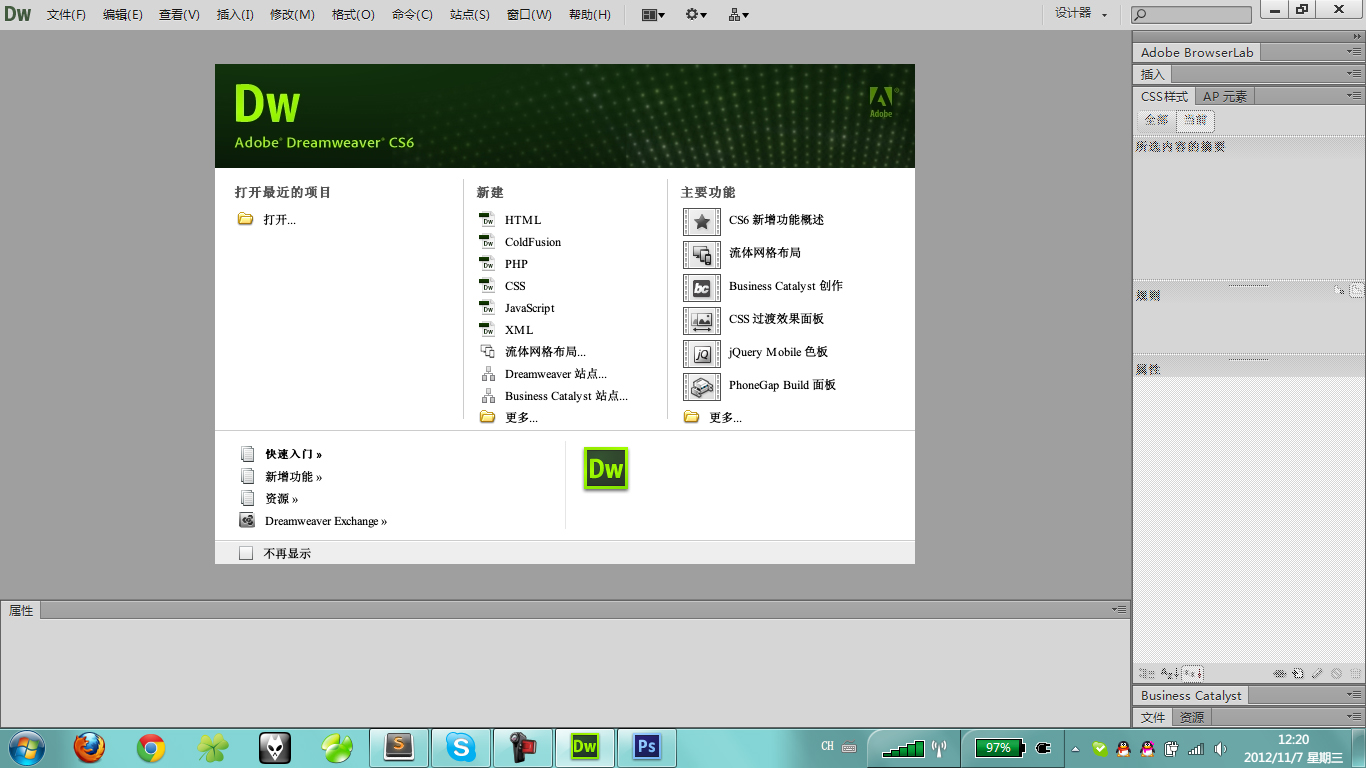 Dw 文件(F) 编辑(E) 查看(V) 插入(I) 修改(M) 格式(O) 命令(C) 站点(S) 窗口(W) 帮助(H) 设计器
Dw
Adobe® Dreamweaver® CS6
Adobe
打开最近的项目
打开...
新建
HTML
ColdFusion
PHP
CSS
JavaScript
XML
流体网格布局...
Dreamweaver 站点...
Business Catalyst 站点...
更多...
主要功能
CS6 新增功能概述
流体网格布局
bc Business Catalyst 创作
CSS 过渡效果面板
jQ jQuery Mobile 色板
PhoneGap Build 面板
更多...
快速入门 »
新增功能 »
资源 »
Dreamweaver Exchange »
Dw
不再显示
Adobe BrowserLab
插入
CSS样式 AP 元素
全部 当前
所选内容的摘要
规则
属性
Business Catalyst
文件 资源
属性
S Dw Ps CH 97% 12:20
2012/11/7 星期三